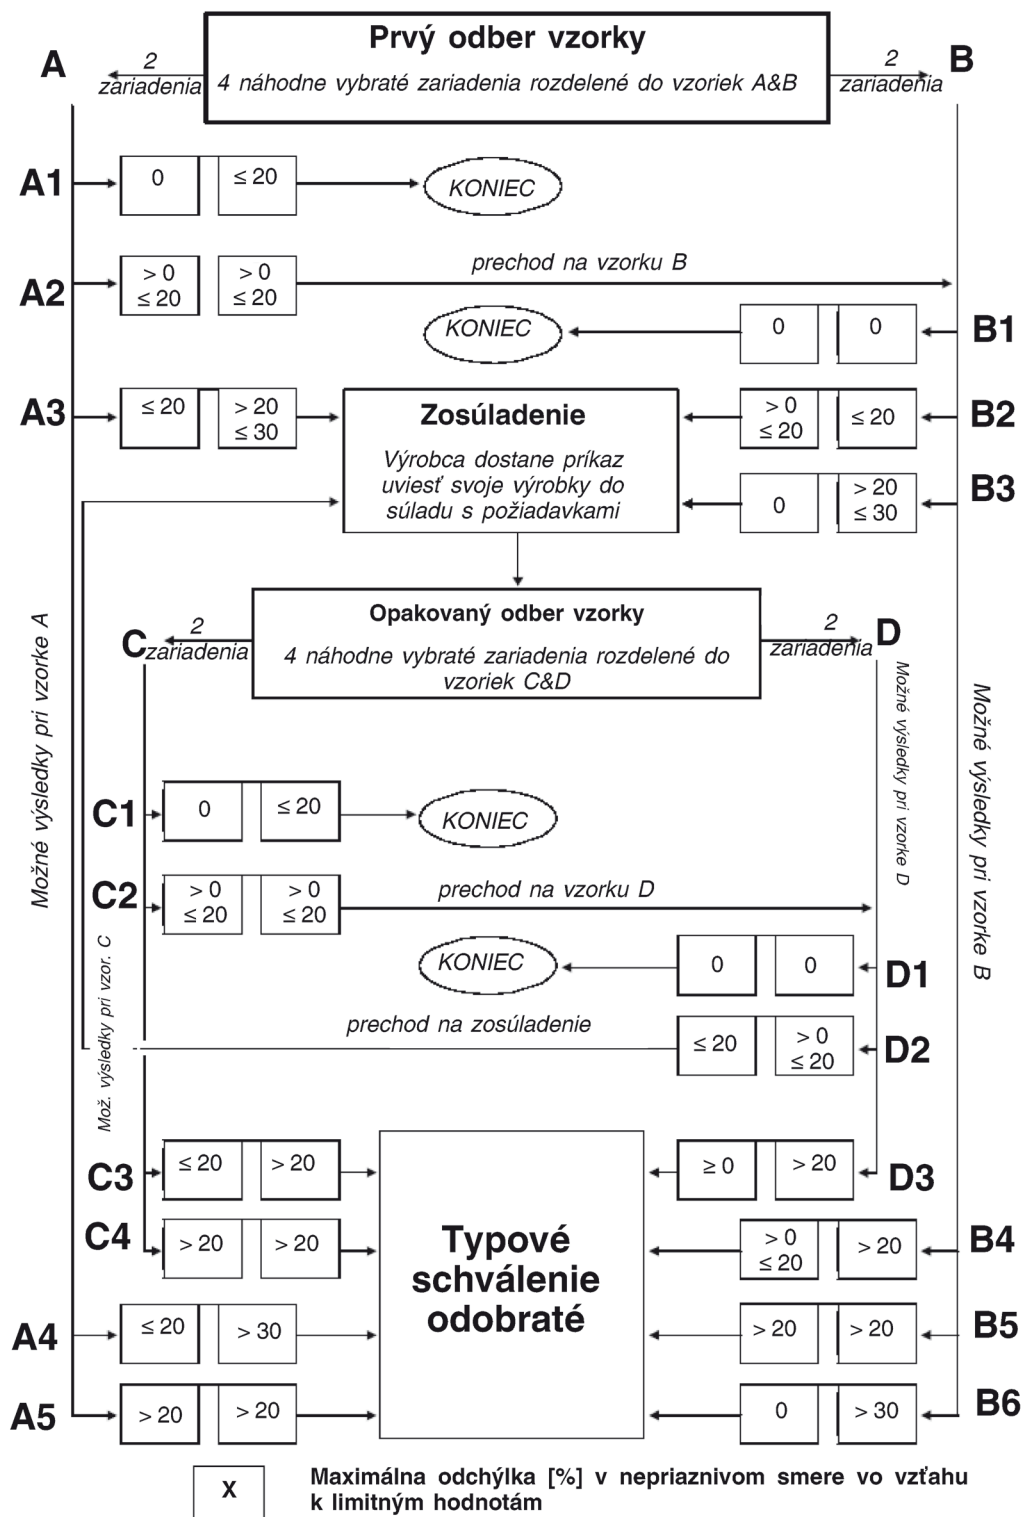 Prvý odber vzorky
4 náhodne vybraté zariadenia rozdelené do vzoriek A&B
A
2
zariadenia
2
zariadenia
B
A1
0
≤ 20
KONIEC
A2
> 0
≤ 20
> 0
≤ 20
prechod na vzorku B
KONIEC
0
0
B1
A3
≤ 20
> 20
≤ 30
Zosúladenie
Výrobca dostane príkaz
uviesť svoje výrobky do
súladu s požiadavkami
> 0
≤ 20
≤ 20
B2
0
> 20
≤ 30
B3
Možné výsledky pri vzorke A
Opakovaný odber vzorky
4 náhodne vybraté zariadenia rozdelené do
vzoriek C&D
C
2
zariadenia
2
zariadenia
D
Možné výsledky pri vzorke D
Možné výsledky pri vzorke B
C1
0
≤ 20
KONIEC
C2
> 0
≤ 20
> 0
≤ 20
prechod na vzorku D
KONIEC
0
0
D1
Mož. výsledky pri vzor. C
prechod na zosúladenie
≤ 20
> 0
≤ 20
D2
C3
≤ 20
> 20
Typové
schválenie
odobraté
≥ 0
> 20
D3
C4
> 20
> 20
> 0
≤ 20
> 20
B4
A4
≤ 20
> 30
> 20
> 20
B5
A5
> 20
> 20
0
> 30
B6
X
Maximálna odchýlka [%] v nepriaznivom smere vo vzťahu
k limitným hodnotám